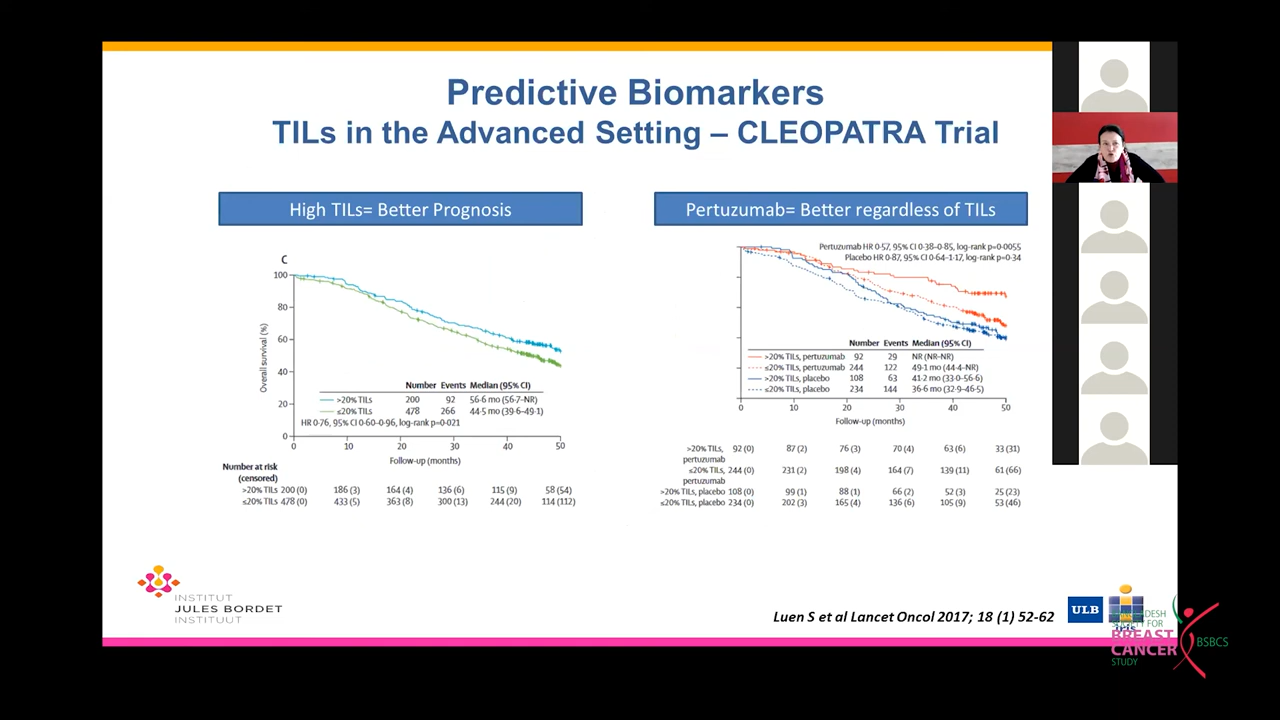 Predictive Biomarkers
TILs in the Advanced Setting – CLEOPATRA Trial
High TILs= Better Prognosis
C
100
80
60
40
20
0
Overall survival (%)
Number Events Median (95% CI)
>20% TILs 200 92 56·6 mo (56·7–NR)
≤20% TILs 478 266 44·5 mo (39·6–49·1)
HR 0·76, 95% CI 0·60–0·96, log-rank p=0·021
0 10 20 30 40 50
Follow-up (months)
Number at risk
(censored)
>20% TILs 200 (0) 186 (3) 164 (4) 136 (6) 115 (9) 58 (54)
≤20% TILs 478 (0) 433 (5) 363 (8) 300 (13) 244 (20) 114 (112)
Pertuzumab= Better regardless of TILs
Pertuzumab HR 0·57, 95% CI 0·38–0·85, log-rank p=0·0055
Placebo HR 0·87, 95% CI 0·64–1·17, log-rank p=0·34
Number Events Median (95% CI)
>20% TILs, pertuzumab 92 29 NR (NR–NR)
≤20% TILs, pertuzumab 244 122 49·1 mo (44·4–NR)
>20% TILs, placebo 108 63 41·2 mo (33·0–56·6)
≤20% TILs, placebo 234 144 36·6 mo (32·9–46·5)
0 10 20 30 40 50
Follow-up (months)
>20% TILs, 92 (0) 87 (2) 76 (3) 70 (4) 63 (6) 33 (31)
pertuzumab
≤20% TILs, 244 (0) 231 (2) 198 (4) 164 (7) 139 (11) 61 (66)
pertuzumab
>20% TILs, placebo 108 (0) 99 (1) 88 (1) 66 (2) 52 (3) 25 (23)
≤20% TILs, placebo 234 (0) 202 (3) 165 (4) 136 (6) 105 (9) 53 (46)
INSTITUT
JULES BORDET
INSTITUUT
Luen S et al Lancet Oncol 2017; 18 (1) 52-62
ULB
SOCIETY FOR
BREAST
CANCER
STUDY
BSBCS